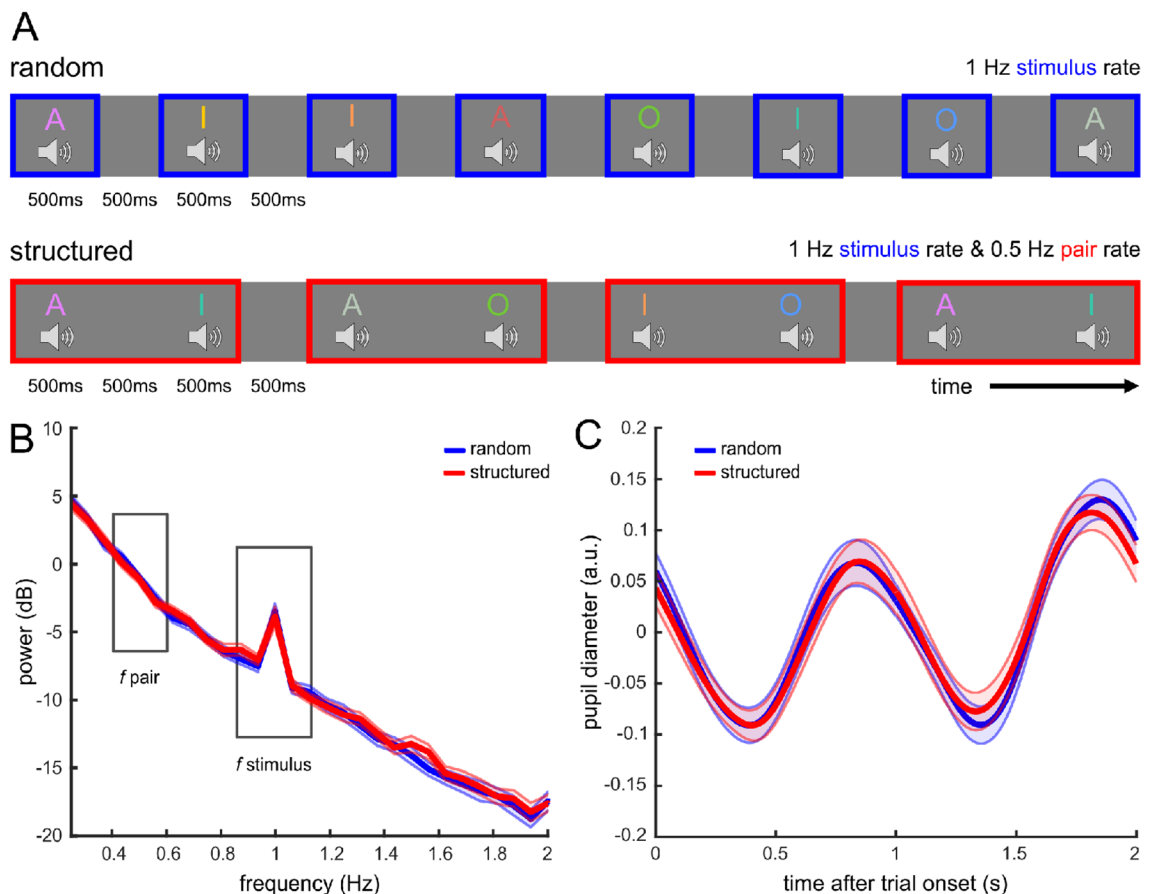 A
random
1 Hz stimulus rate
A I I A O I O A
500ms 500ms 500ms 500ms
structured
1 Hz stimulus rate & 0.5 Hz pair rate
A I A O I O A I
500ms 500ms 500ms 500ms
time
B
random
structured
10
5
0
-5
-10
-15
-20
power (dB)
f pair
f stimulus
0.4 0.6 0.8 1 1.2 1.4 1.6 1.8 2
frequency (Hz)
C
random
structured
0.2
0.15
0.1
0.05
0
-0.05
-0.1
-0.15
-0.2
pupil diameter (a.u.)
0 0.5 1 1.5 2
time after trial onset (s)